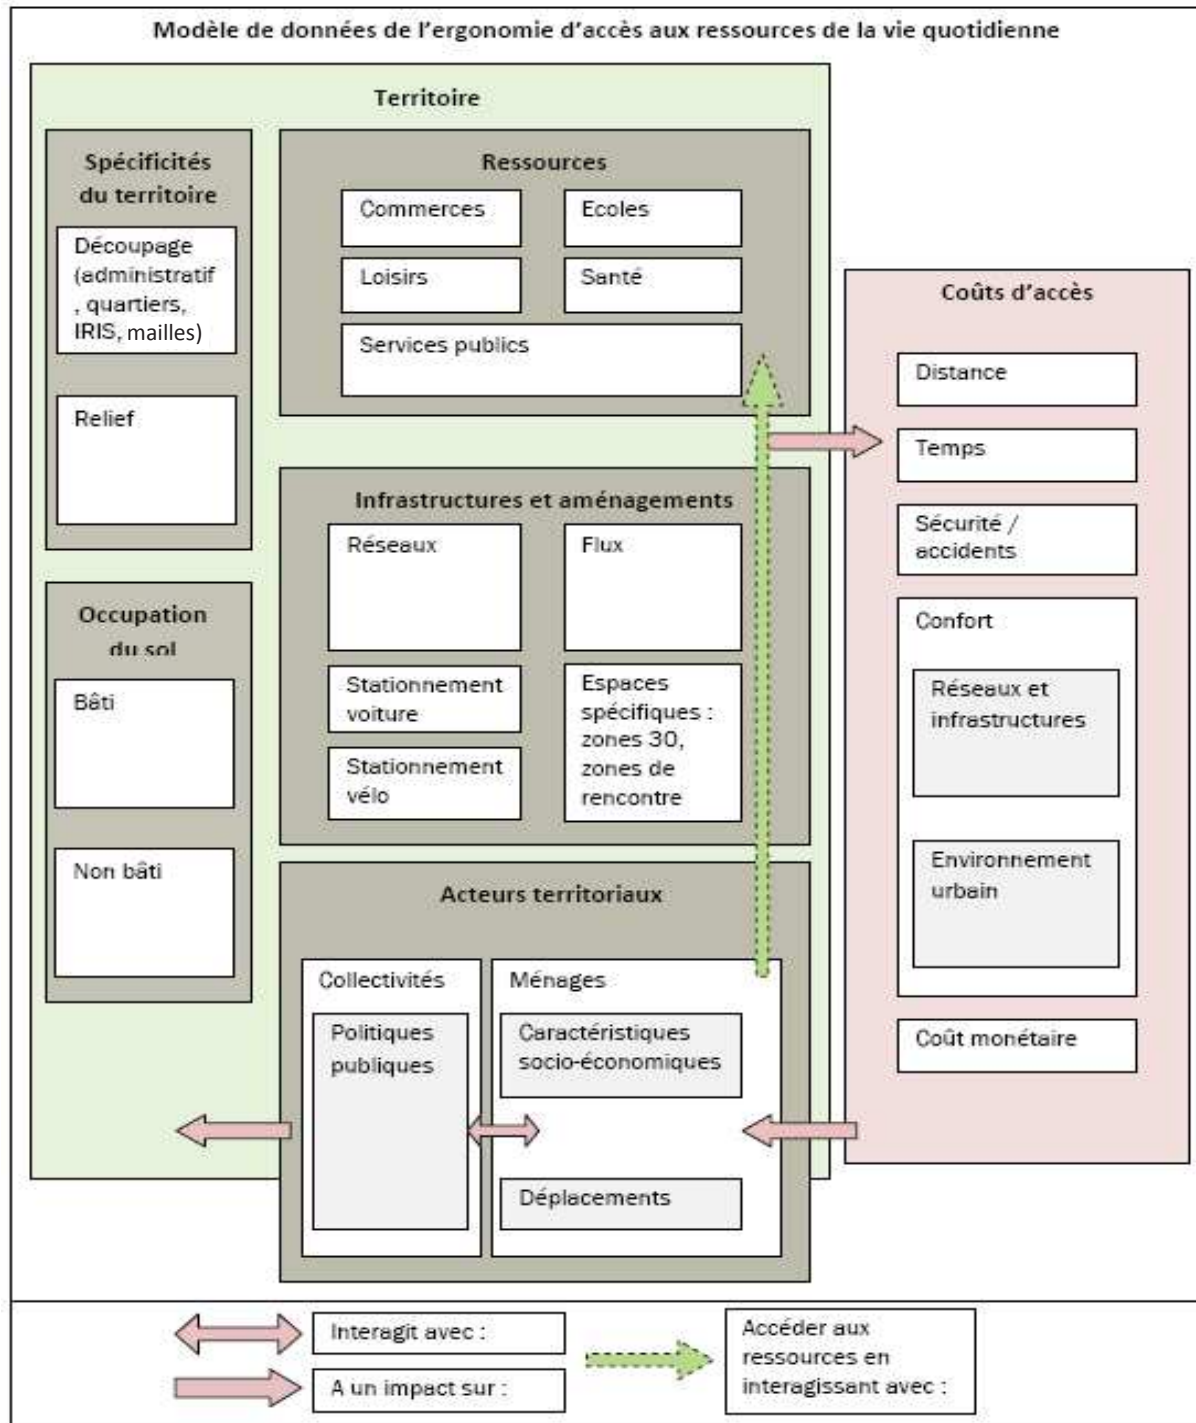 Modèle de données de l'ergonomie d'accès aux ressources de la vie quotidienne
Territoire
Spécificités
du territoire
Découpage
(administratif
, quartiers,
IRIS, mailles)
Relief
Occupation
du sol
Bâti
Non bâti
Ressources
Commerces
Ecoles
Loisirs
Santé
Services publics
Infrastructures et aménagements
Réseaux
Flux
Stationnement
voiture
Stationnement
vélo
Espaces
spécifiques :
zones 30,
zones de
rencontre
Acteurs territoriaux
Collectivités
Politiques
publiques
Ménages
Caractéristiques
socio-économiques
Déplacements
Coûts d'accès
Distance
Temps
Sécurité /
accidents
Confort
Réseaux et
infrastructures
Environnement
urbain
Coût monétaire
Interagit avec :
A un impact sur :
Accéder aux
ressources en
interagissant avec :